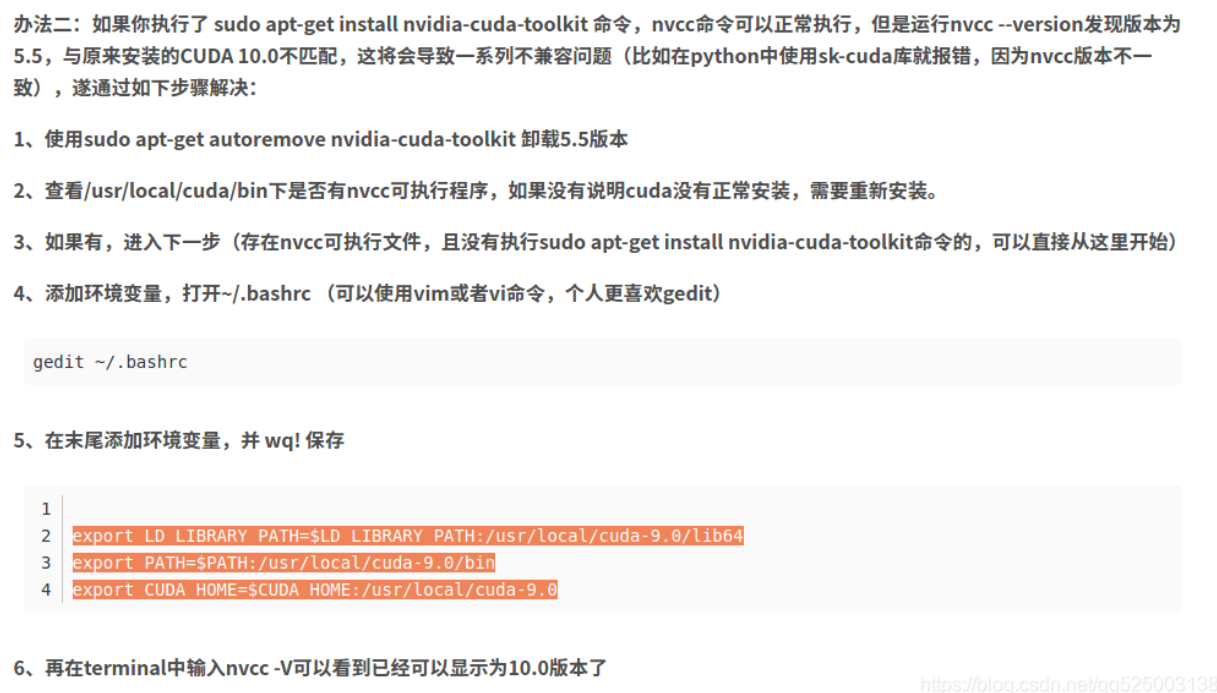 办法二：如果你执行了 sudo apt-get install nvidia-cuda-toolkit 命令，nvcc命令可以正常执行，但是运行nvcc --version发现版本为
5.5，与原来安装的CUDA 10.0不匹配，这将会导致一系列不兼容问题（比如在python中使用sk-cuda库就报错，因为nvcc版本不一
致），遂通过如下步骤解决：
1、使用sudo apt-get autoremove nvidia-cuda-toolkit 卸载5.5版本
2、查看/usr/local/cuda/bin下是否有nvcc可执行程序，如果没有说明cuda没有正常安装，需要重新安装。
3、如果有，进入下一步（存在nvcc可执行文件，且没有执行sudo apt-get install nvidia-cuda-toolkit命令的，可以直接从这里开始）
4、添加环境变量，打开~/.bashrc （可以使用vim或者vi命令，个人更喜欢gedit）
gedit ~/.bashrc
5、在末尾添加环境变量，并 wq! 保存
1
2 export LD_LIBRARY_PATH=$LD_LIBRARY_PATH:/usr/local/cuda-9.0/lib64
3 export PATH=$PATH:/usr/local/cuda-9.0/bin
4 export CUDA_HOME=$CUDA_HOME:/usr/local/cuda-9.0
6、再在terminal中输入nvcc -V可以看到已经可以显示为10.0版本了
https://blog.csdn.net/qq525003138